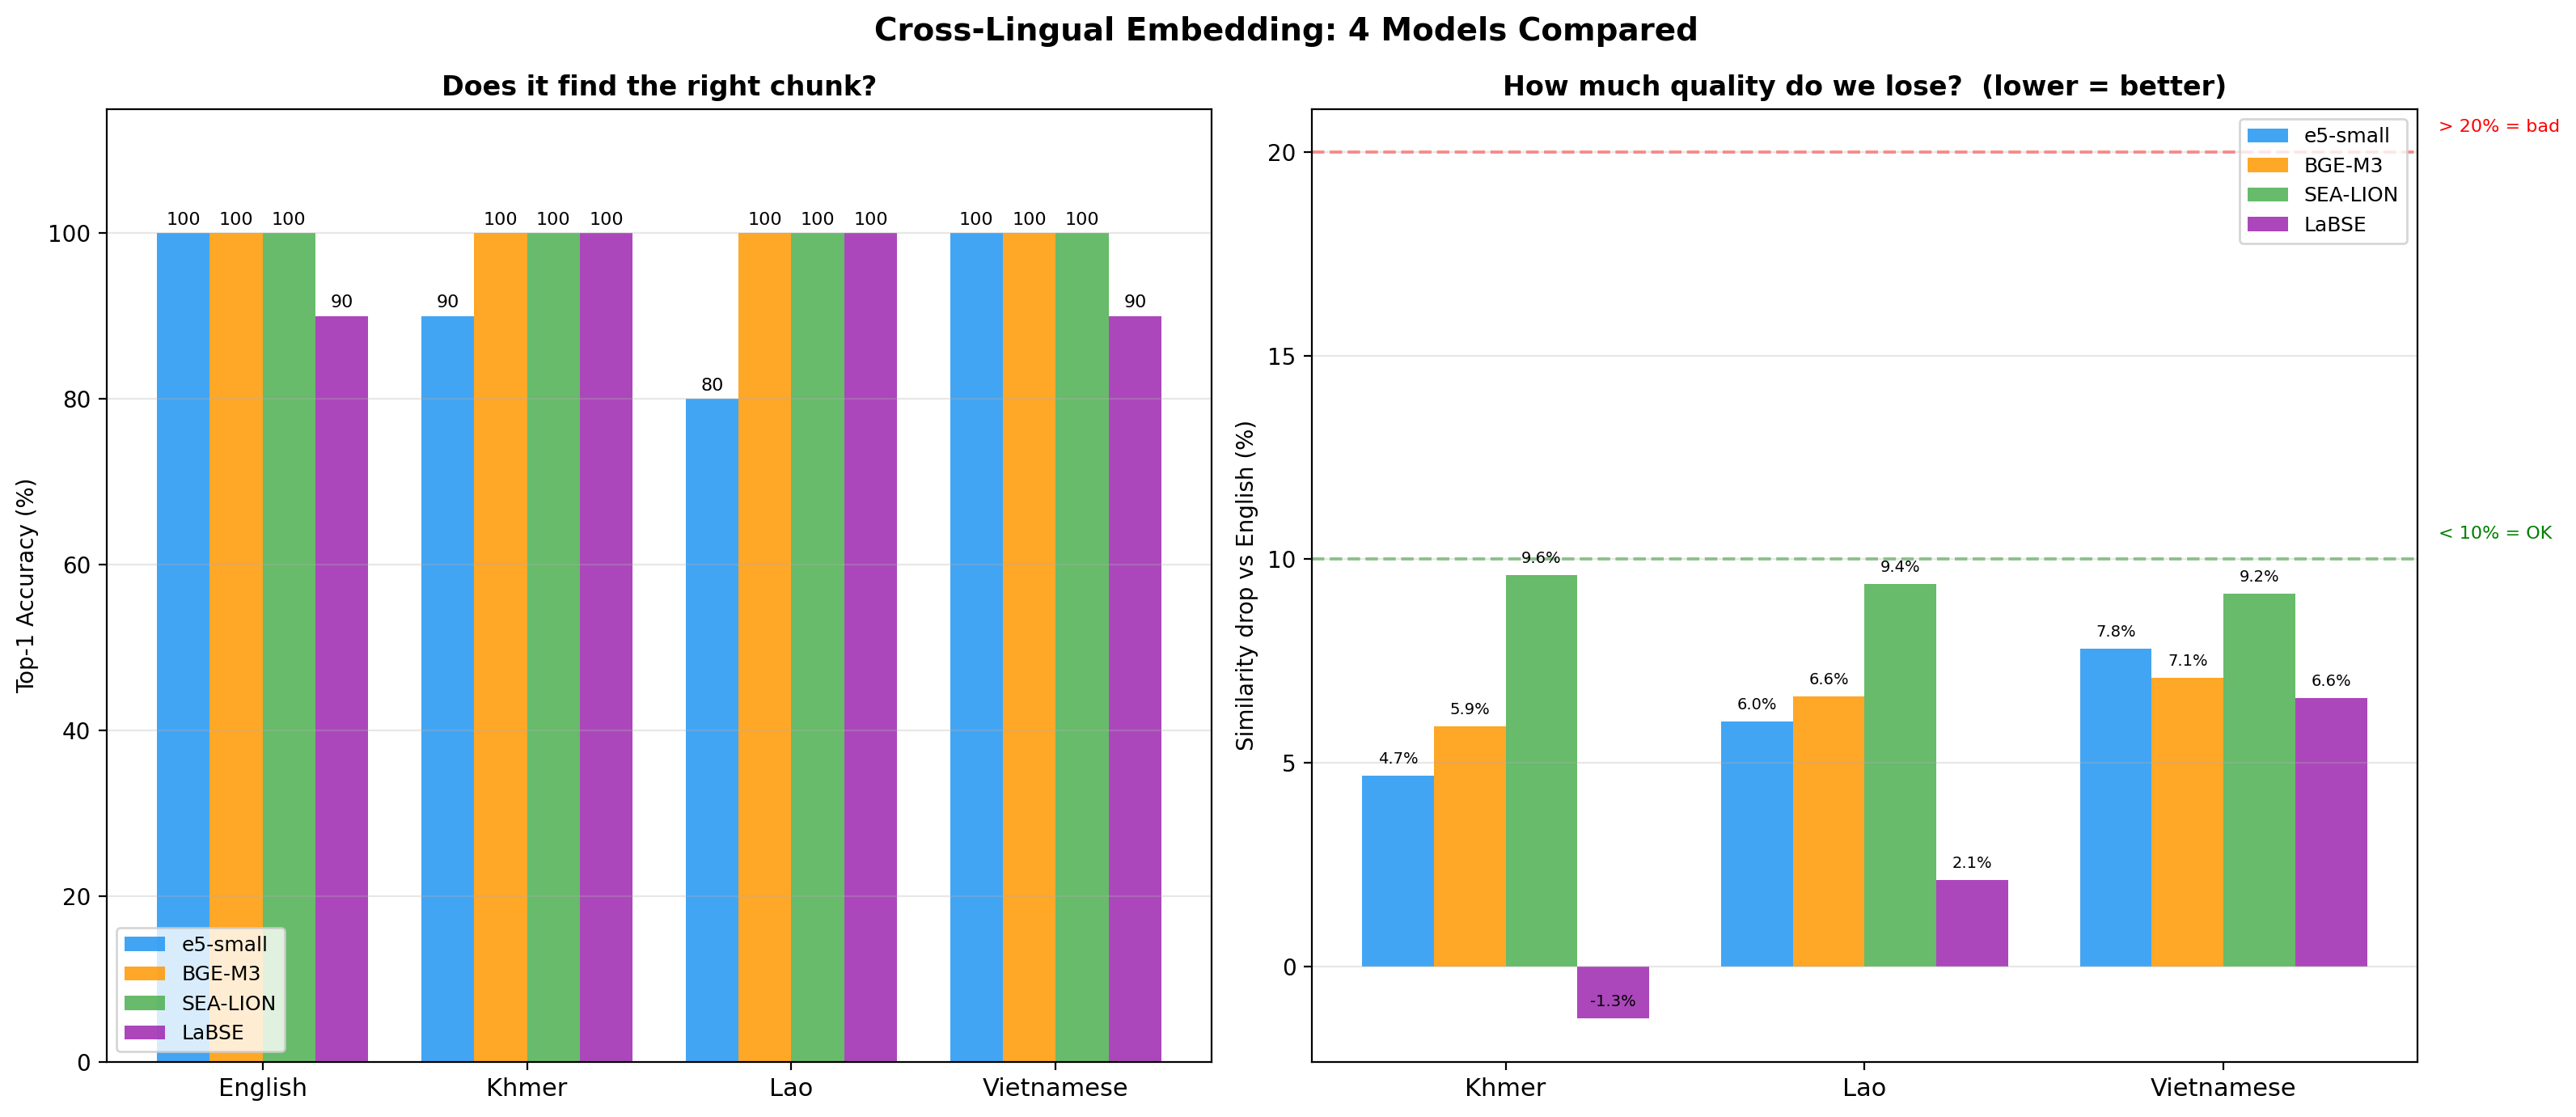 Cross-Lingual Embedding: 4 Models Compared
Does it find the right chunk?
Top-1 Accuracy (%)
100
80
60
40
20
0
100 100 100 90
90 100 100 100
80 100 100 100
100 100 100 90
e5-small
BGE-M3
SEA-LION
LaBSE
English Khmer Lao Vietnamese
How much quality do we lose? (lower = better)
Similarity drop vs English (%)
20
15
10
5
0
> 20% = bad
< 10% = OK
e5-small
BGE-M3
SEA-LION
LaBSE
4.7% 5.9% 9.6% -1.3%
6.0% 6.6% 9.4% 2.1%
7.8% 7.1% 9.2% 6.6%
Khmer Lao Vietnamese